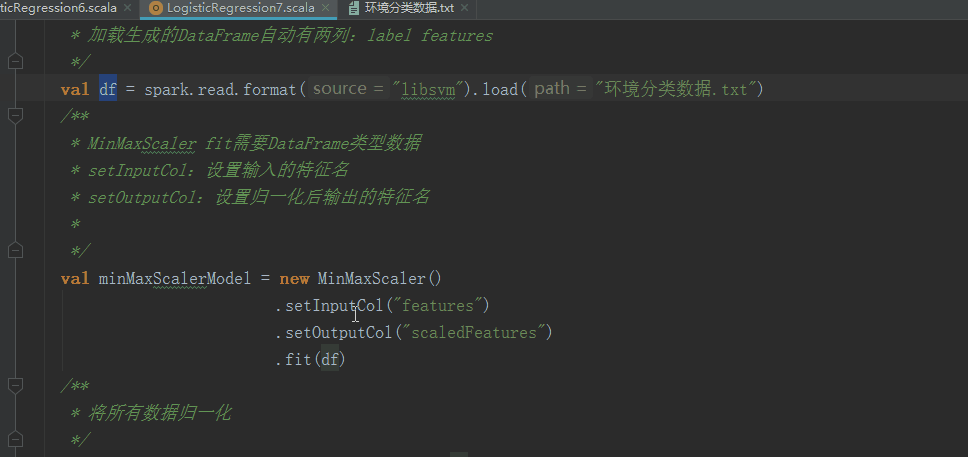 ticRegression6.scala × LogisticRegression7.scala × 环境分类数据.txt ×
* 加载生成的DataFrame自动有两列：label features
*/
val df = spark.read.format( source = "libsvm").load( path = "环境分类数据.txt")
/**
* MinMaxScaler fit需要DataFrame类型数据
* setInputCol：设置输入的特征名
* setOutputCol：设置归一化后输出的特征名
*
*/
val minMaxScalerModel = new MinMaxScaler()
.setInputCol("features")
.setOutputCol("scaledFeatures")
.fit(df)
/**
* 将所有数据归一化
*/